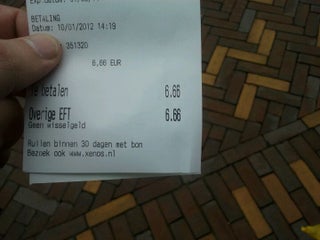 BETALING
Datum: 10/01/2012 14:19
351320
6,66 EUR
Te betalen 6.66
Overige EFT 6.66
Geen wisselgeld
Ruilen binnen 30 dagen met bon
Bezoek ook www.xenos.nl